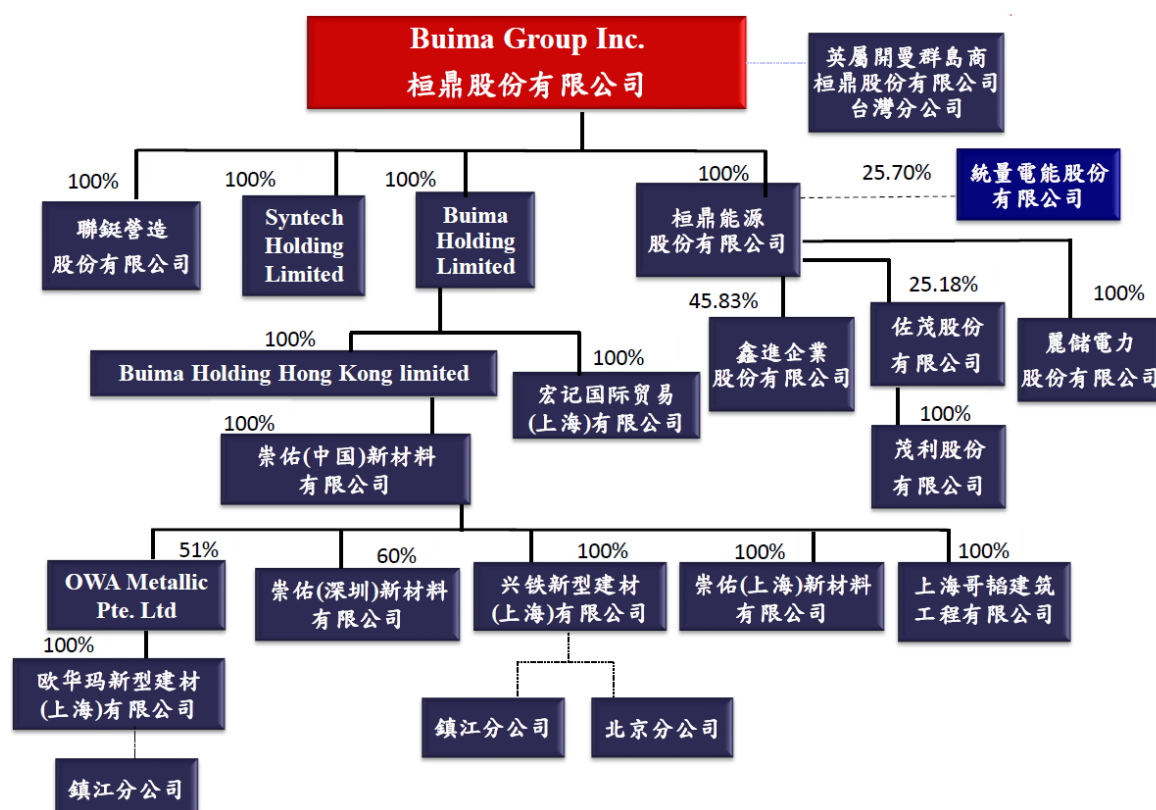 Buima Group Inc.
桓鼎股份有限公司
英屬開曼群島商
桓鼎股份有限公司
台灣分公司
100%
聯鋌營造
股份有限公司
100%
Syntech
Holding
Limited
100%
Buima
Holding
Limited
100%
桓鼎能源
股份有限公司
25.70%
統量電能股份
有限公司
45.83%
鑫進企業
股份有限公司
25.18%
佐茂股份
有限公司
100%
麗儲電力
股份有限公司
100%
Buima Holding Hong Kong limited
100%
宏记国际贸易
(上海)有限公司
100%
茂利股份
有限公司
100%
崇佑(中国)新材料
有限公司
51%
OWA Metallic
Pte. Ltd
60%
崇佑(深圳)新材料
有限公司
100%
兴铁新型建材
(上海)有限公司
100%
崇佑(上海)新材料
有限公司
100%
上海哥韬建筑
工程有限公司
100%
欧华玛新型建材
(上海)有限公司
鎮江分公司
北京分公司
鎮江分公司